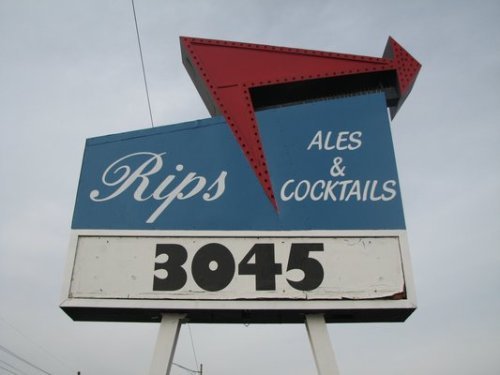 Rips
ALES
&
COCKTAILS
3045